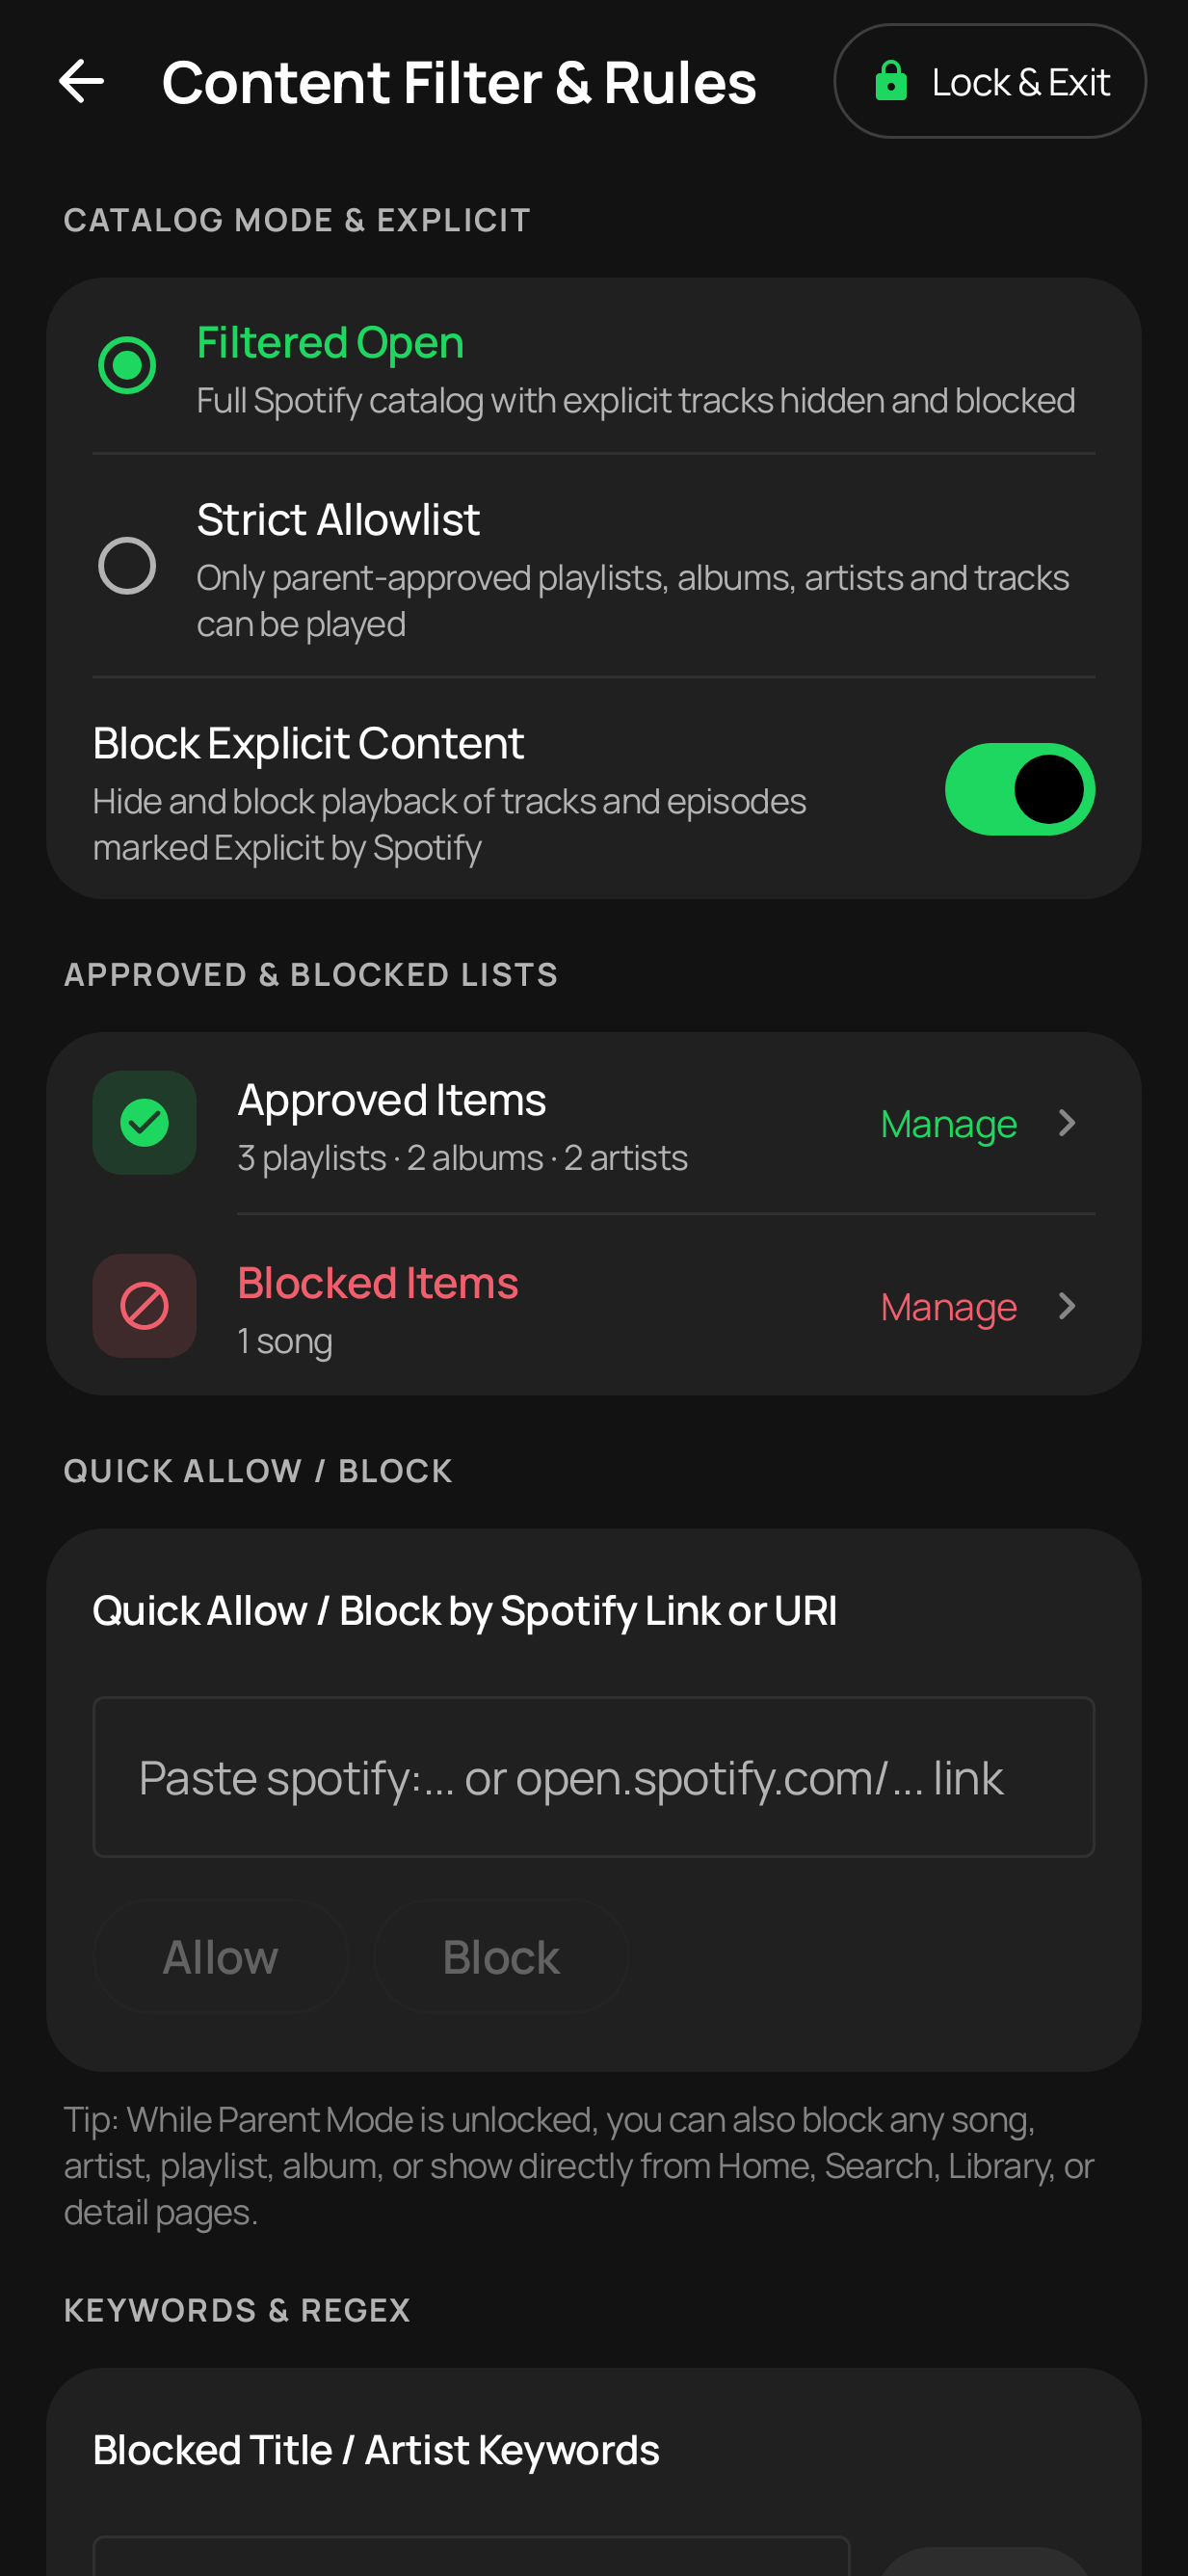 Content Filter & Rules
Lock & Exit
CATALOG MODE & EXPLICIT
Filtered Open
Full Spotify catalog with explicit tracks hidden and blocked
Strict Allowlist
Only parent-approved playlists, albums, artists and tracks
can be played
Block Explicit Content
Hide and block playback of tracks and episodes
marked Explicit by Spotify
APPROVED & BLOCKED LISTS
Approved Items
3 playlists · 2 albums · 2 artists
Manage
Blocked Items
1 song
Manage
QUICK ALLOW / BLOCK
Quick Allow / Block by Spotify Link or URI
Paste spotify:... or open.spotify.com/... link
Allow
Block
Tip: While Parent Mode is unlocked, you can also block any song,
artist, playlist, album, or show directly from Home, Search, Library, or
detail pages.
KEYWORDS & REGEX
Blocked Title / Artist Keywords